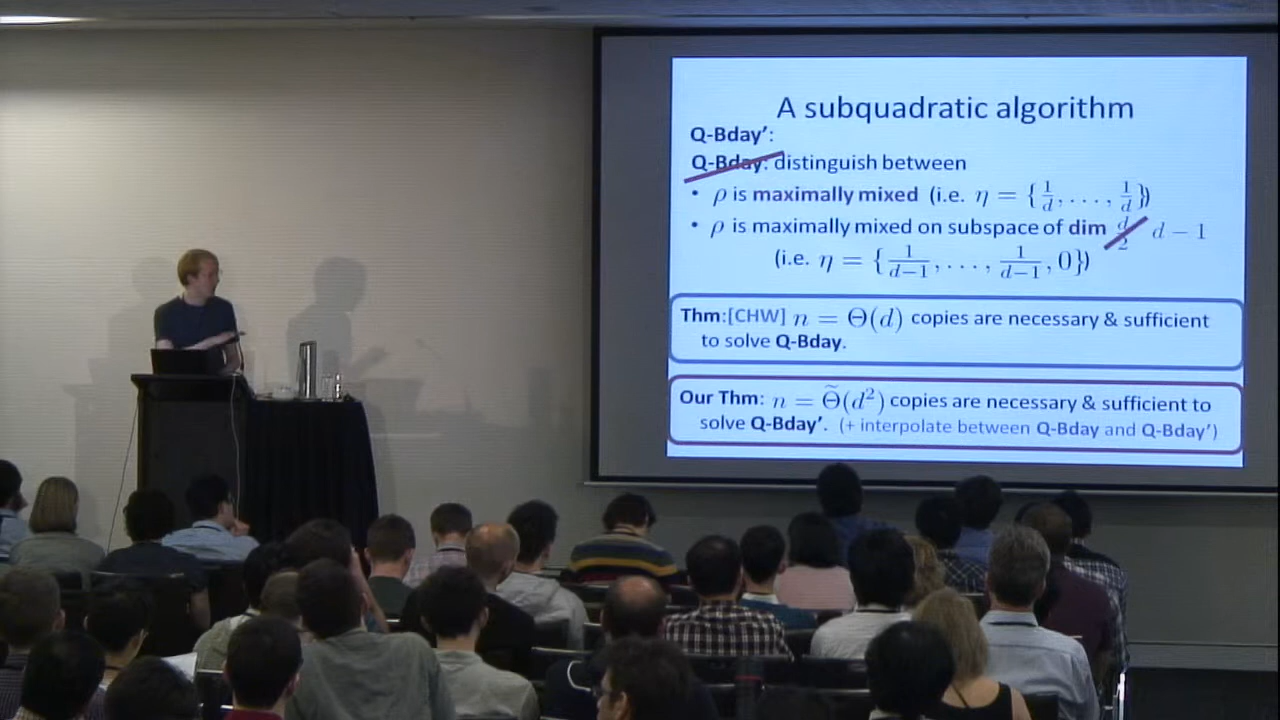 A subquadratic algorithm
Q-Bday':
Q-Bday: distinguish between
• ρ is maximally mixed (i.e. η = {1/d, ..., 1/d})
• ρ is maximally mixed on subspace of dim d/2 d − 1
(i.e. η = {1/(d−1), ..., 1/(d−1), 0})
Thm:[CHW] n = Θ(d) copies are necessary & sufficient
to solve Q-Bday.
Our Thm: n = Θ̃(d²) copies are necessary & sufficient to
solve Q-Bday'. (+ interpolate between Q-Bday and Q-Bday')